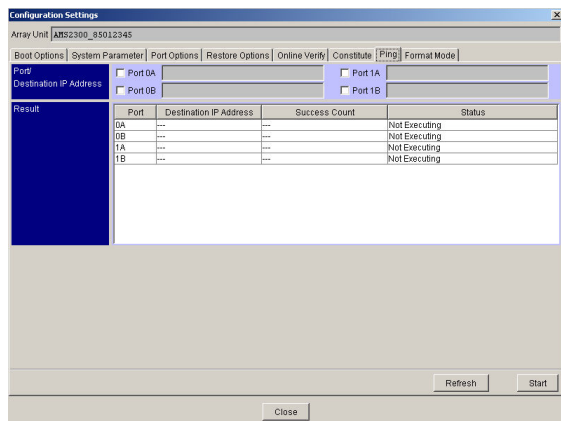 Configuration Settings X
Array Unit AMS2300_85012345
Boot Options System Parameter Port Options Restore Options Online Verify Constitute Ping Format Mode
Port/
Destination IP Address
Port 0A Port 1A
Port 0B Port 1B
Result
Port Destination IP Address Success Count Status
0A --- --- Not Executing
0B --- --- Not Executing
1A --- --- Not Executing
1B --- --- Not Executing
Refresh Start
Close